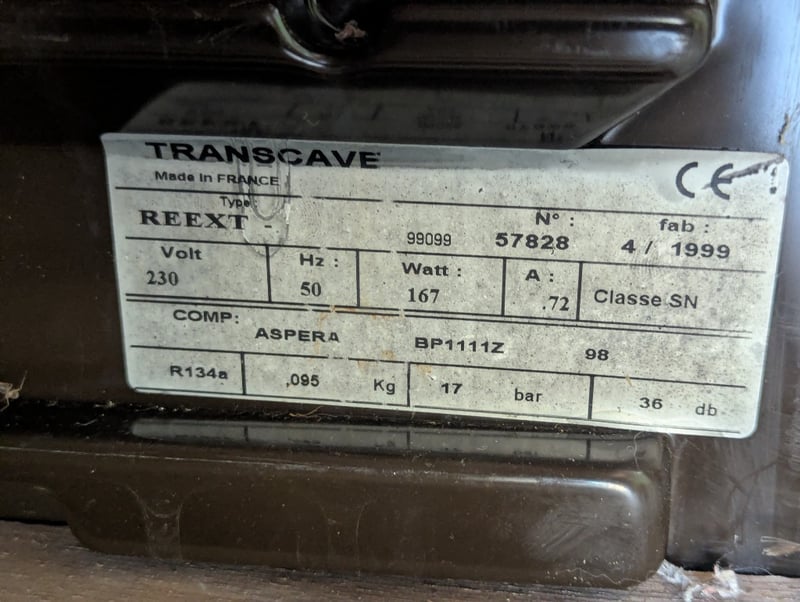 TRANSCAVE
Made in FRANCE
CE
Type:
REEXT -
99099
N° :
57828
fab :
4 / 1999
Volt
230
Hz :
50
Watt :
167
A :
.72
Classe SN
COMP:
ASPERA BP1111Z 98
R134a ,095 Kg 17 bar 36 db